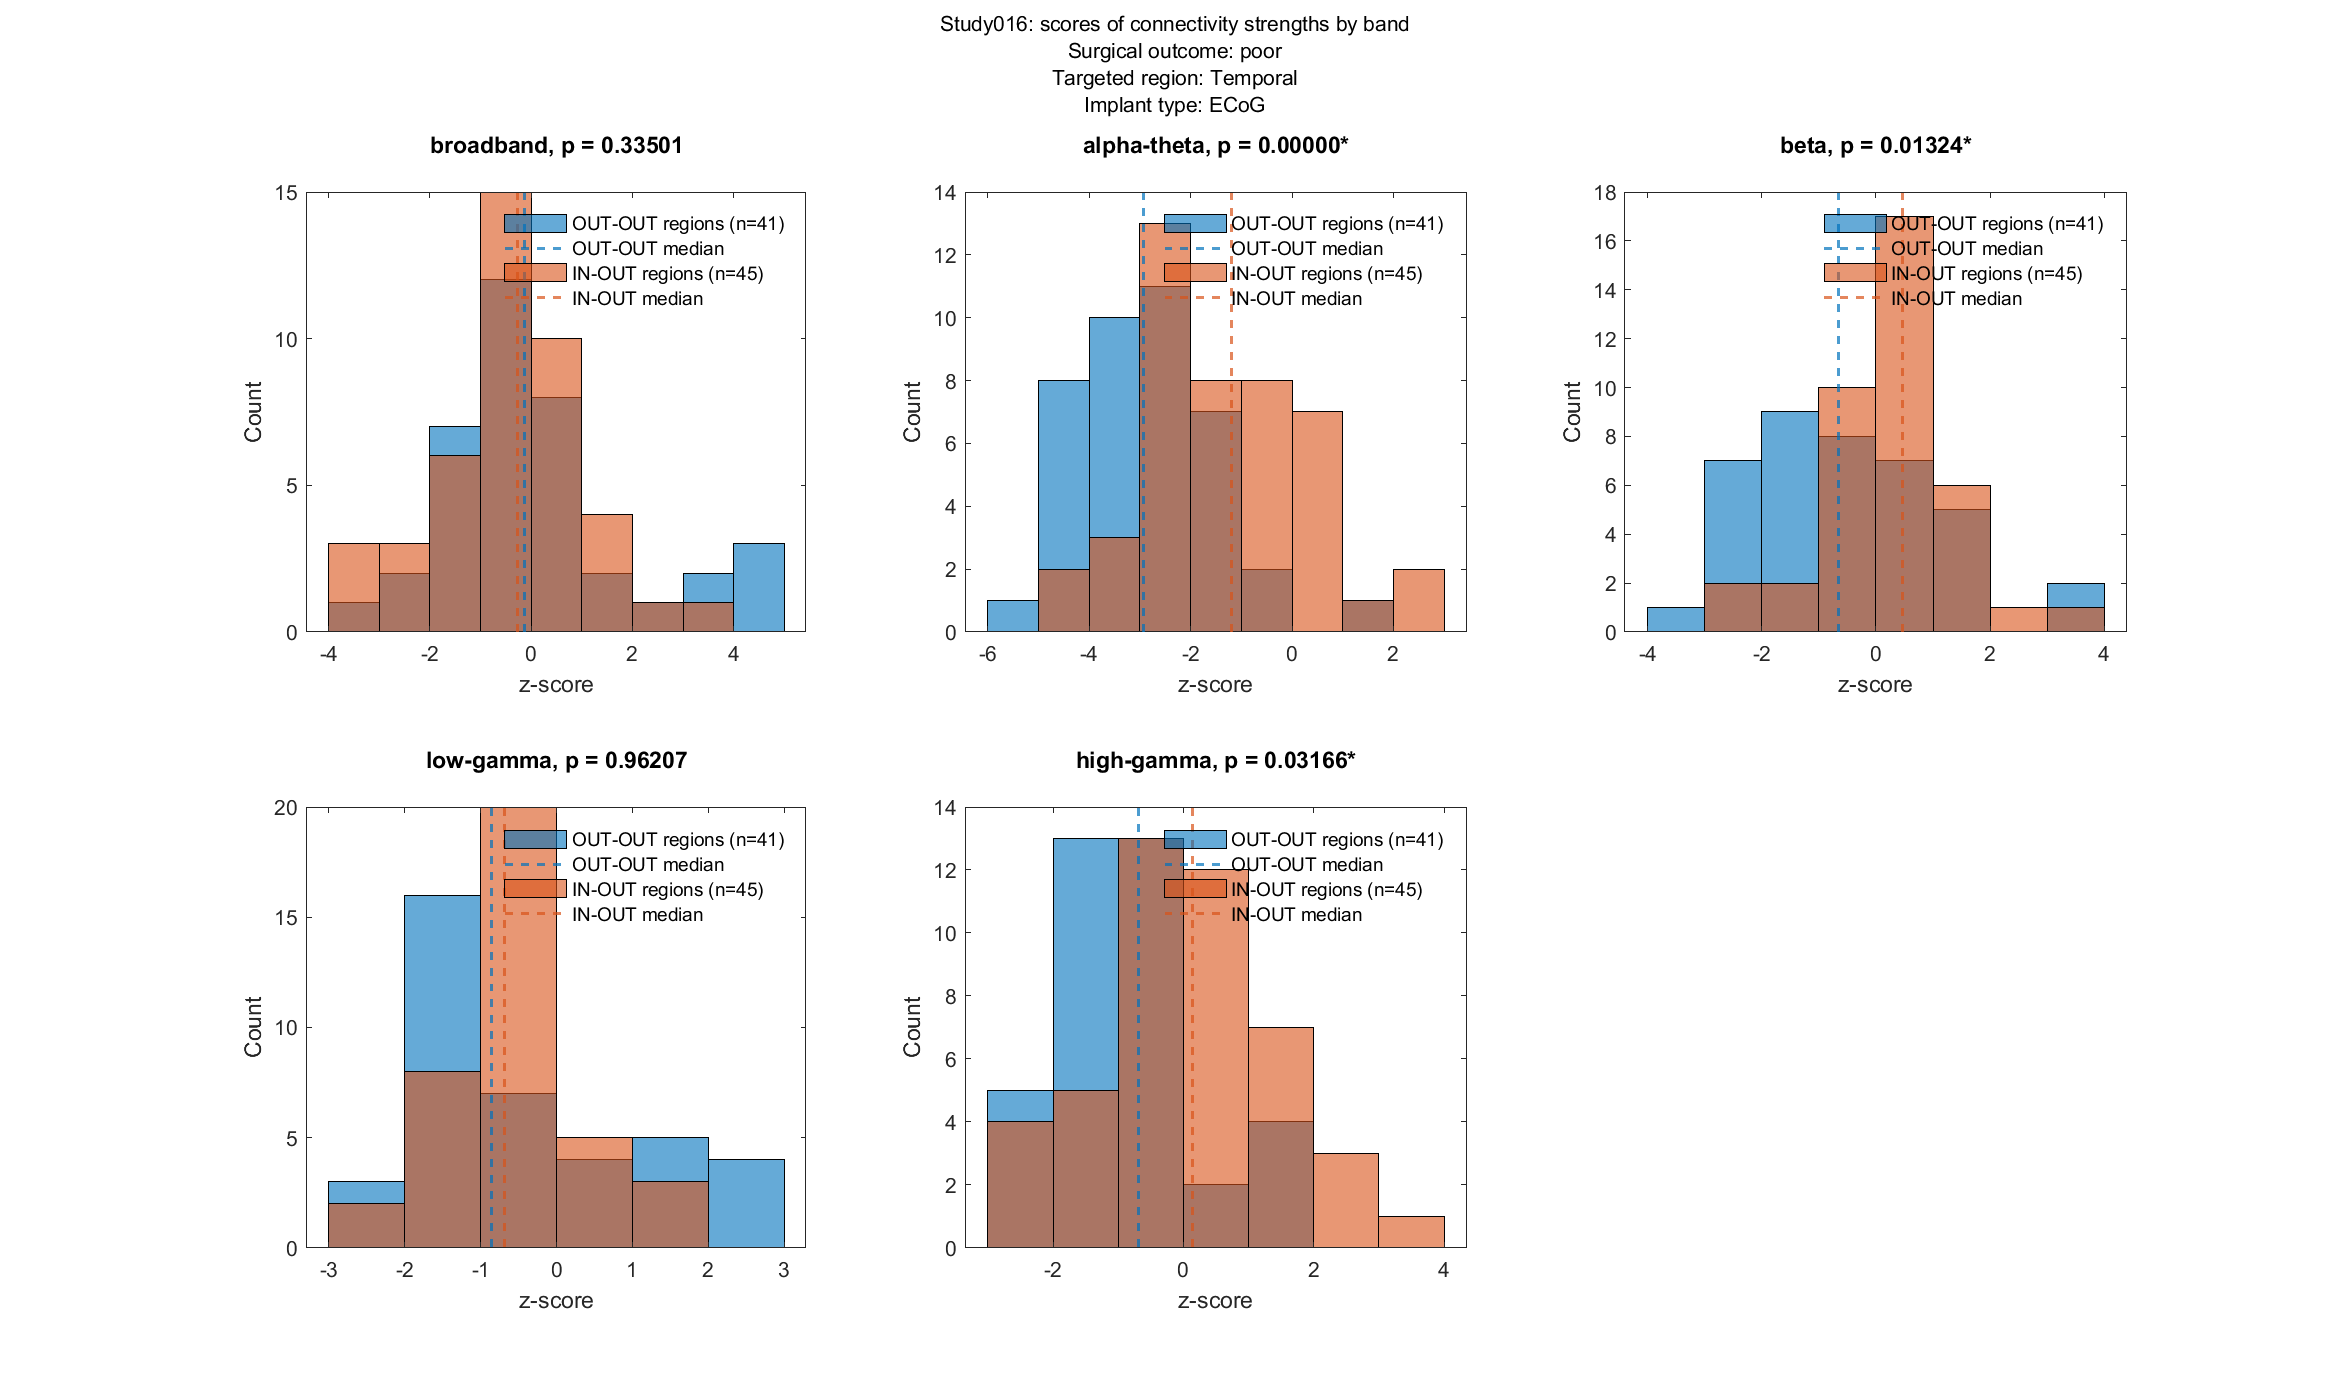 Study016: scores of connectivity strengths by band
Surgical outcome: poor
Targeted region: Temporal
Implant type: ECoG
broadband, p = 0.33501
15
10
5
0
Count
-4 -2 0 2 4
z-score
OUT-OUT regions (n=41)
OUT-OUT median
IN-OUT regions (n=45)
IN-OUT median
alpha-theta, p = 0.00000*
14
12
10
8
6
4
2
0
Count
-6 -4 -2 0 2
z-score
OUT-OUT regions (n=41)
OUT-OUT median
IN-OUT regions (n=45)
IN-OUT median
beta, p = 0.01324*
18
16
14
12
10
8
6
4
2
0
Count
-4 -2 0 2 4
z-score
OUT-OUT regions (n=41)
OUT-OUT median
IN-OUT regions (n=45)
IN-OUT median
low-gamma, p = 0.96207
20
15
10
5
0
Count
-3 -2 -1 0 1 2 3
z-score
OUT-OUT regions (n=41)
OUT-OUT median
IN-OUT regions (n=45)
IN-OUT median
high-gamma, p = 0.03166*
14
12
10
8
6
4
2
0
Count
-2 0 2 4
z-score
OUT-OUT regions (n=41)
OUT-OUT median
IN-OUT regions (n=45)
IN-OUT median